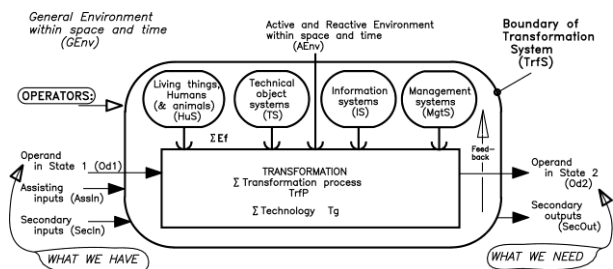 General Environment
within space and time
(GEnv)
Active and Reactive Environment
within space and time
(AEnv)
Boundary of
Transformation
System
(TrfS)
OPERATORS:
Living things,
Humans
(& animals)
(HuS)
Technical
object
systems
(TS)
Information
systems
(IS)
Management
systems
(MgtS)
Σ Ef
Feed-
back
Operand
in State 1 (Od1)
Assisting
inputs (AssIn)
Secondary
inputs (SecIn)
TRANSFORMATION
Σ Transformation process
TrfP
Σ Technology Tg
Operand
in State 2
(Od2)
Secondary
outputs
(SecOut)
WHAT WE HAVE
WHAT WE NEED